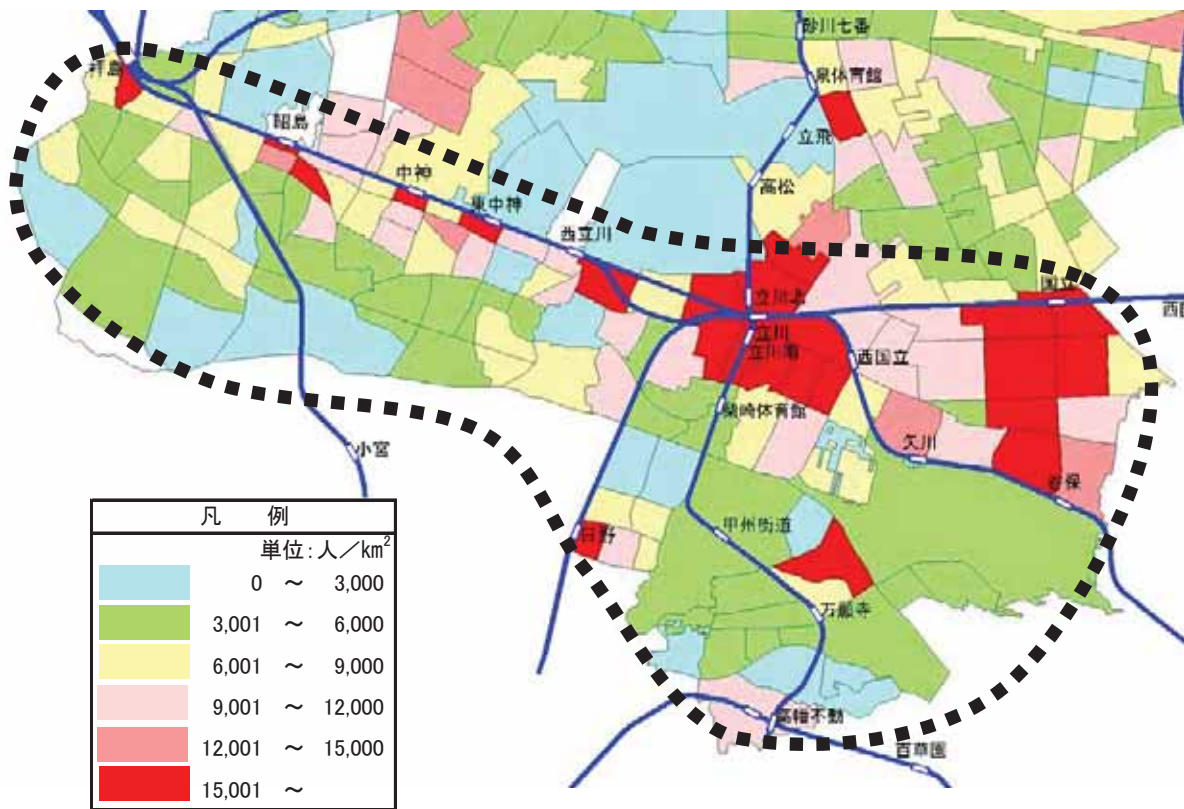 砂川七番
拝島
泉体育館
昭島
立飛
中神
高松
東中神
西立川
国立
立川北
西国
立川
立川南
西国立
柴崎体育館
矢川
小宮
谷保
甲州街道
日野
万願寺
高幡不動
百草園
凡 例
単位：人／km²
0 ～ 3,000
3,001 ～ 6,000
6,001 ～ 9,000
9,001 ～ 12,000
12,001 ～ 15,000
15,001 ～